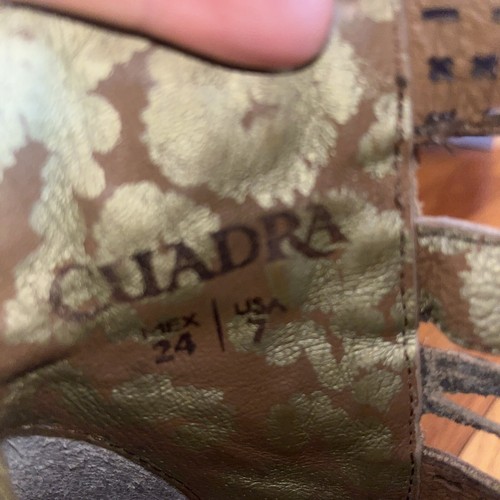 CUADRA
MEX | USA
24 | 7